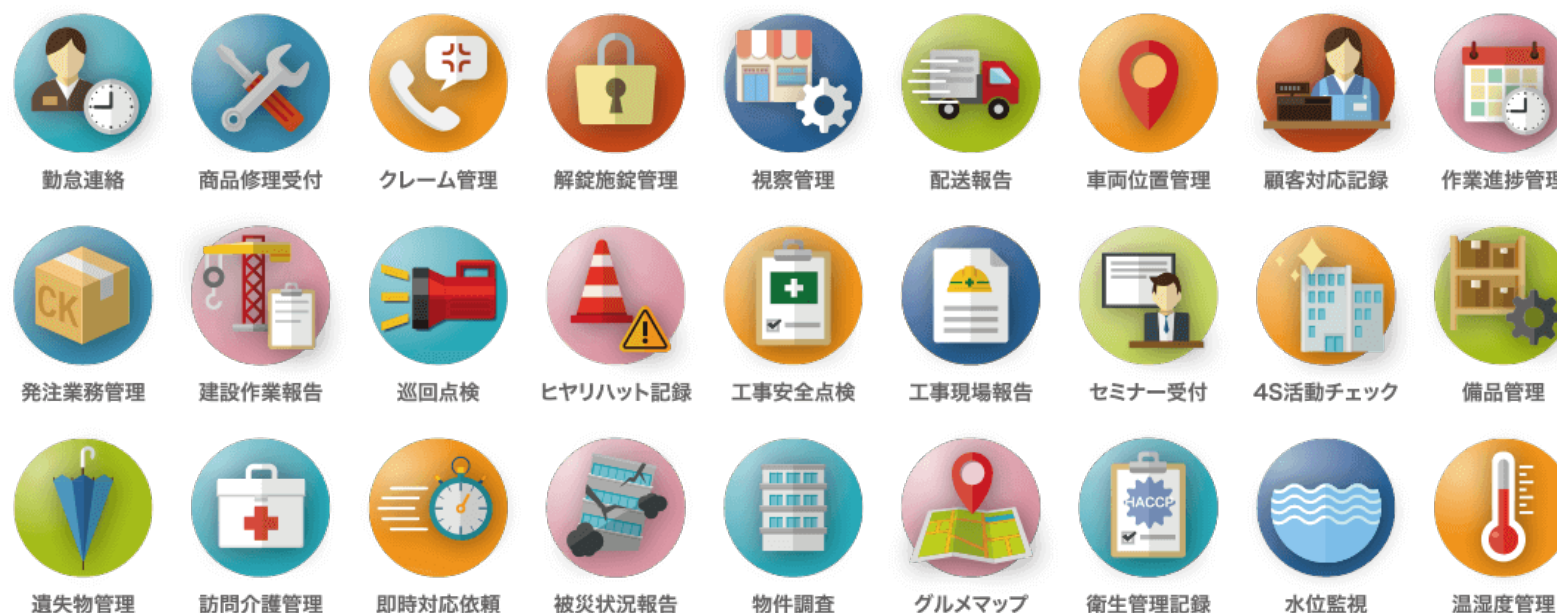 勤怠連絡
商品修理受付
クレーム管理
解錠施錠管理
視察管理
配送報告
車両位置管理
顧客対応記録
作業進捗管理
CK
発注業務管理
建設作業報告
巡回点検
ヒヤリハット記録
工事安全点検
工事現場報告
セミナー受付
4S活動チェック
備品管理
遺失物管理
訪問介護管理
即時対応依頼
被災状況報告
物件調査
グルメマップ
HACCP
衛生管理記録
水位監視
温湿度管理